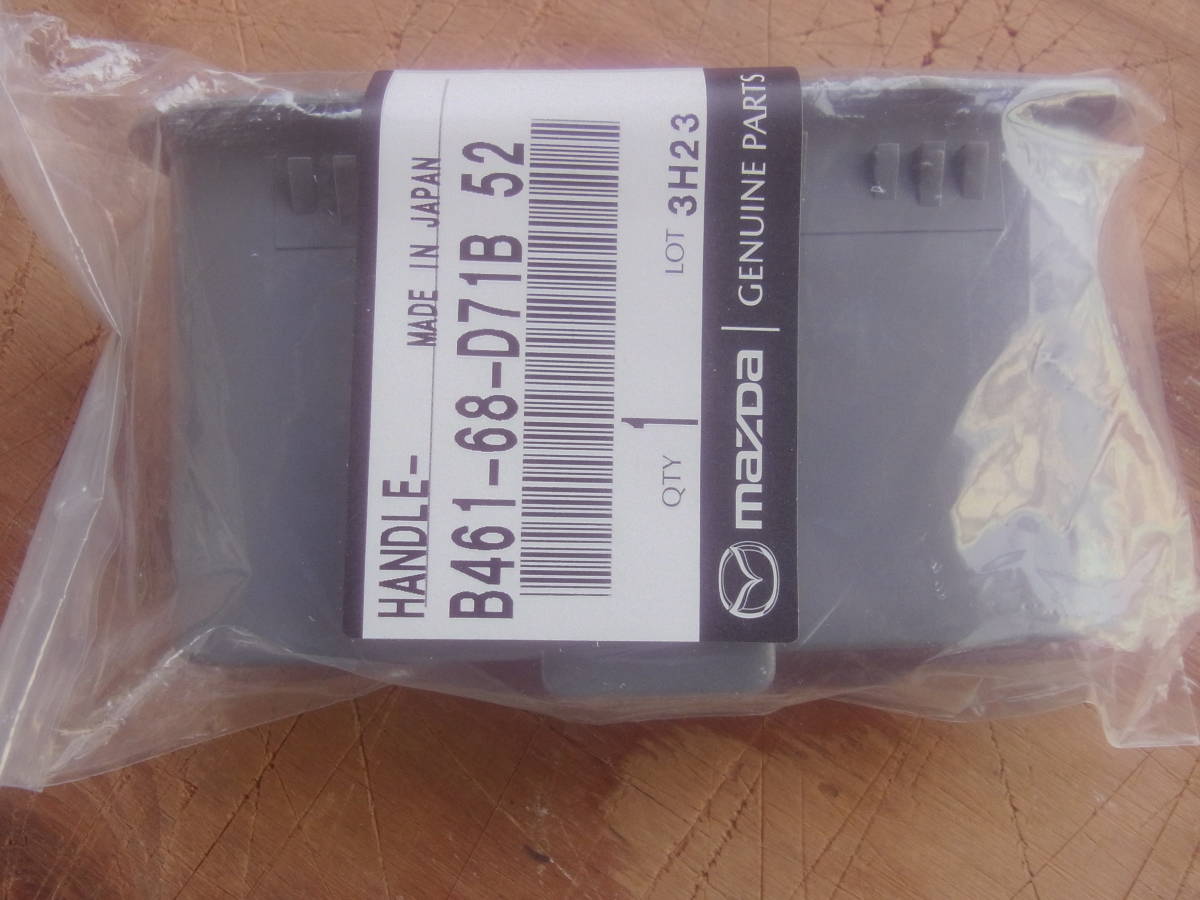 HANDLE-
MADE IN JAPAN
B461-68-D71B 52
QTY 1 LOT 3H23
mazda | GENUINE PARTS